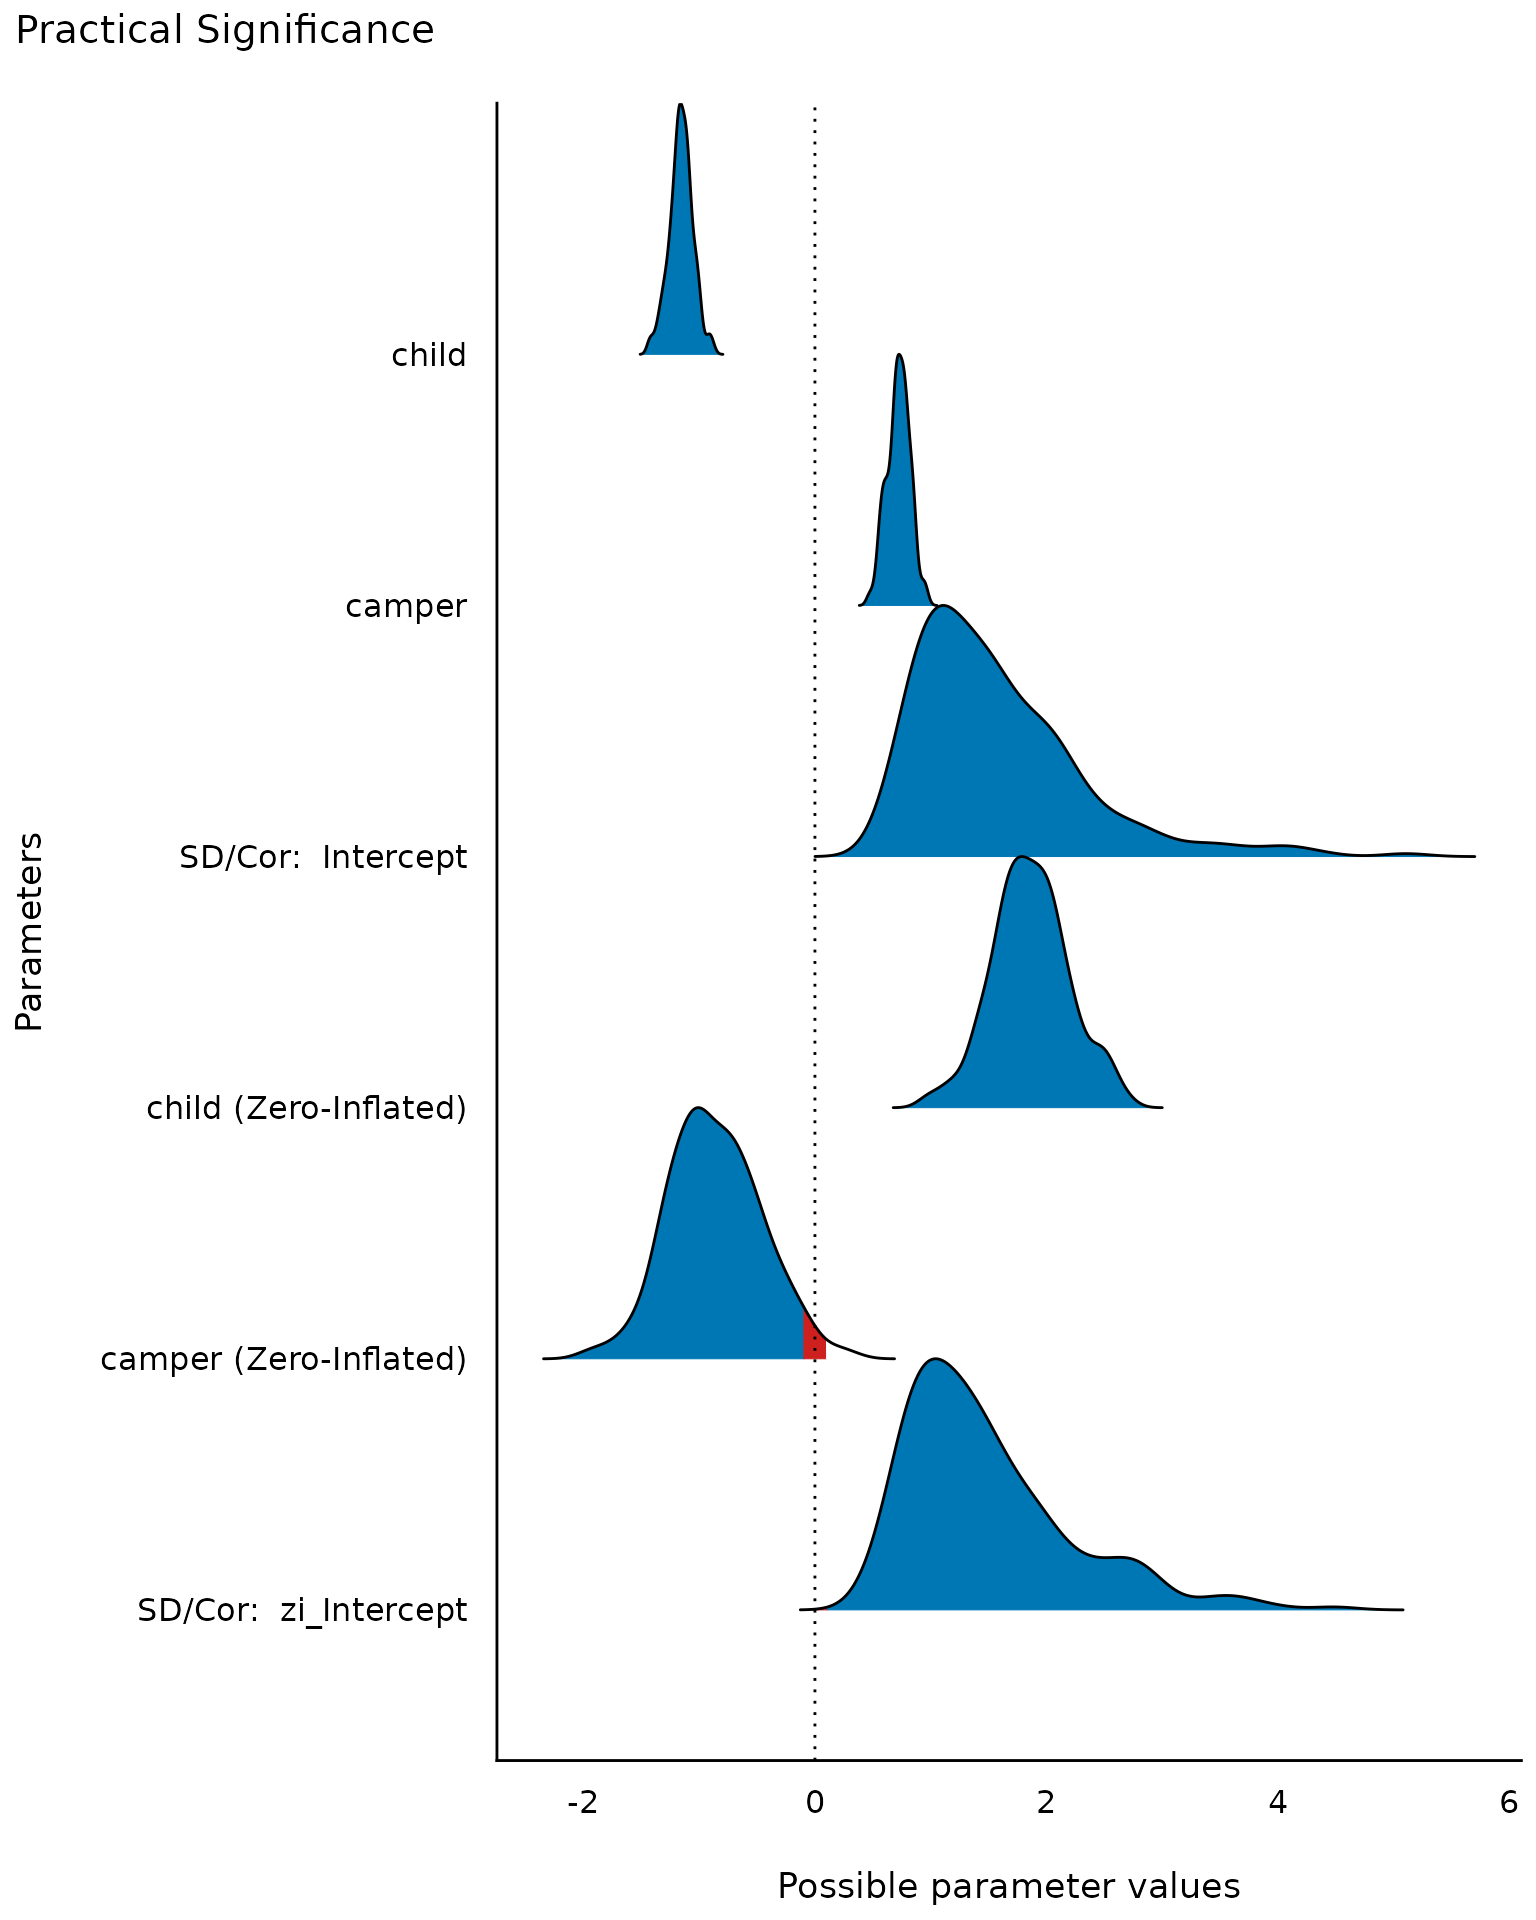 Practical Significance
child
camper
SD/Cor:  Intercept
child (Zero-Inflated)
camper (Zero-Inflated)
SD/Cor:  zi_Intercept
Parameters
-2 0 2 4 6
Possible parameter values